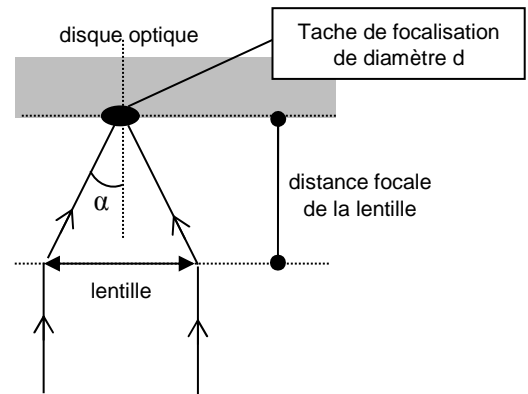 disque optique
Tache de focalisation
de diamètre d
α
distance focale
de la lentille
lentille